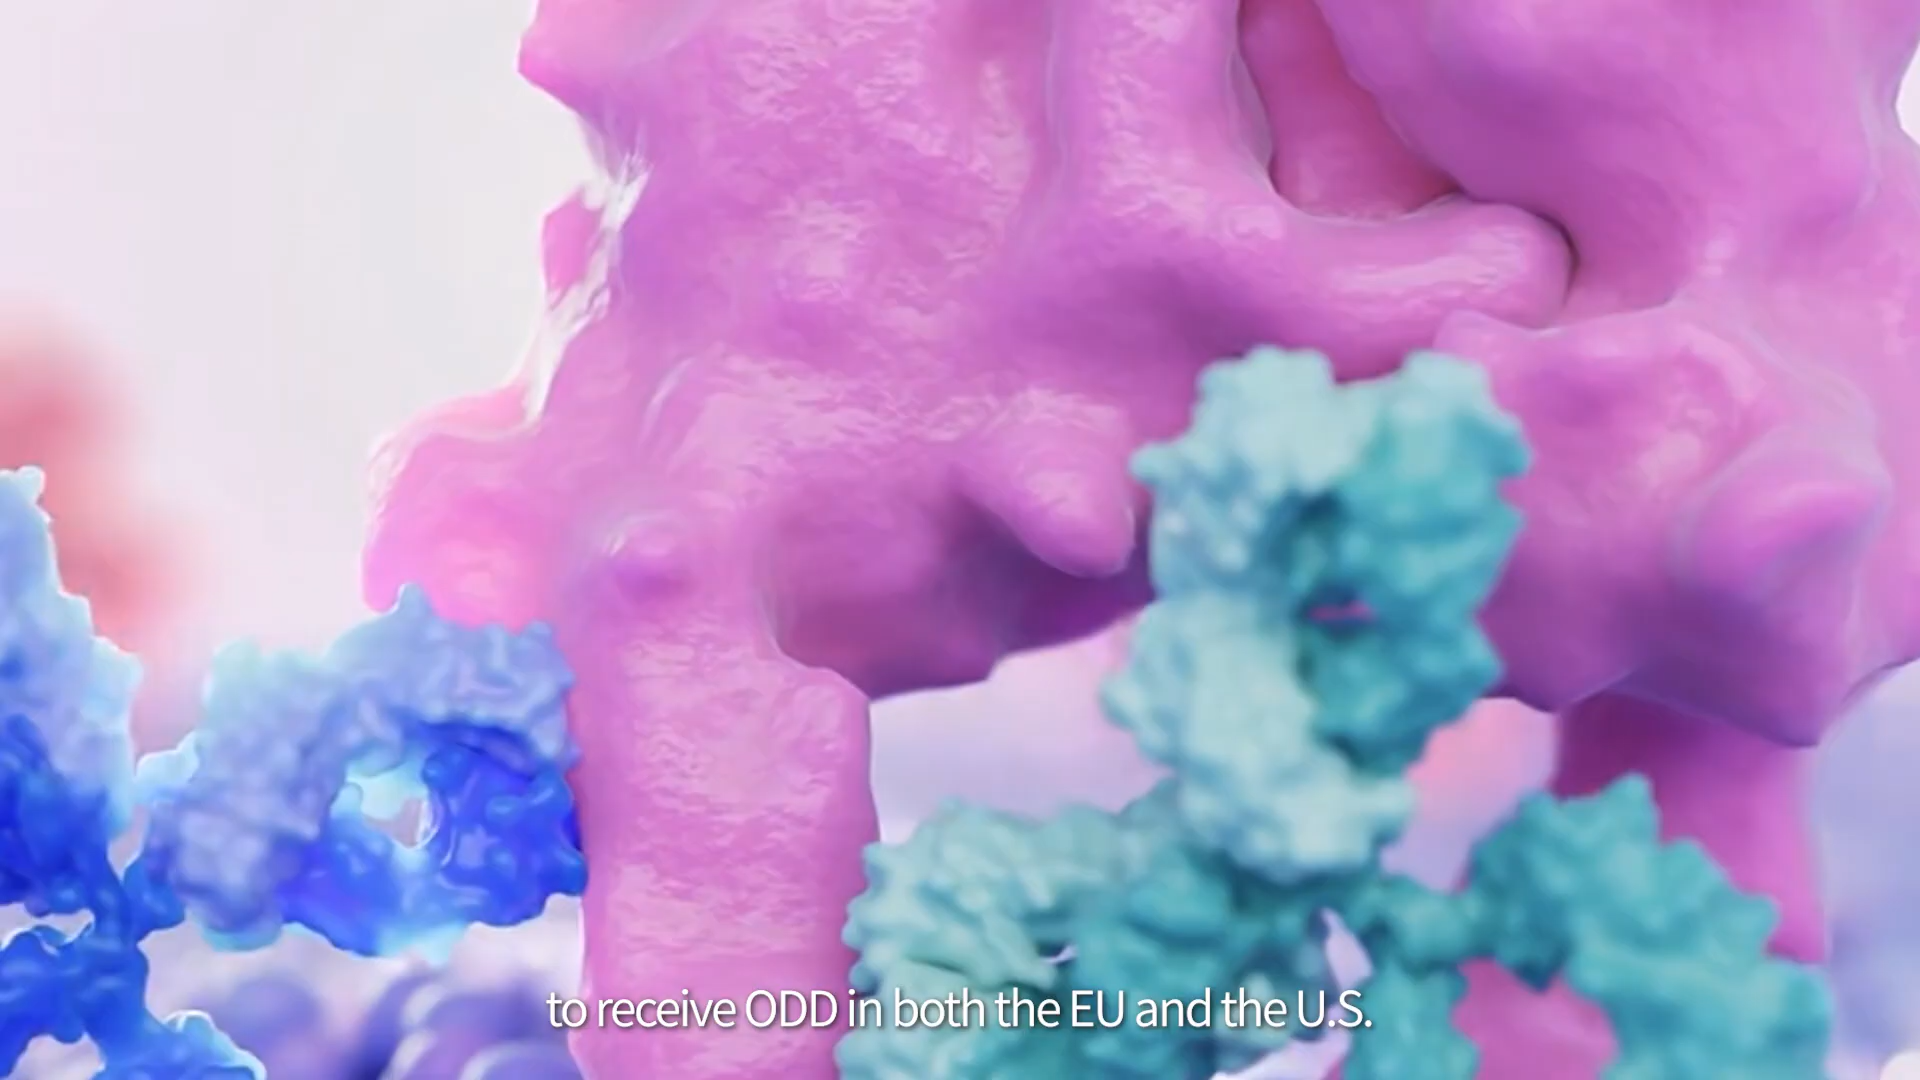 to receive ODD in both the EU and the U.S.